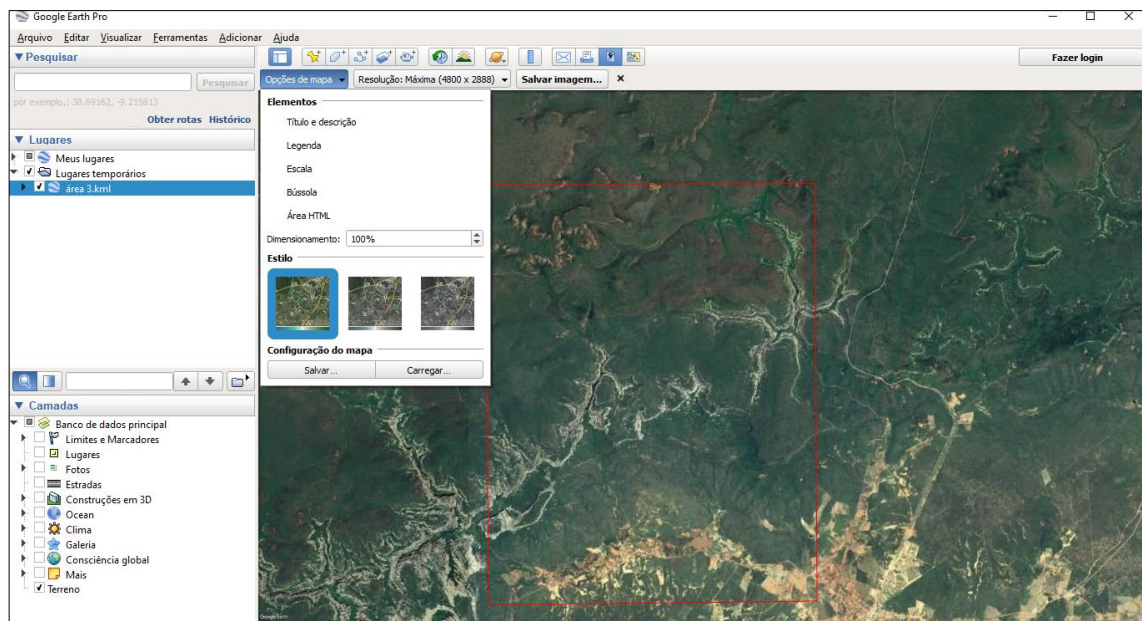 Google Earth Pro
Arquivo Editar Visualizar Ferramentas Adicionar Ajuda
Pesquisar
Fazer login
Pesquisar
Opções de mapa Resolução: Máxima (4800 x 2888) Salvar imagem...
por exemplo,: 38.69162, -9.215813
Obter rotas Histórico
Lugares
Meus lugares
Lugares temporários
área 3.kml
Elementos
Título e descrição
Legenda
Escala
Bússola
Área HTML
Dimensionamento: 100%
Estilo
Configuração do mapa
Salvar... Carregar...
Camadas
Banco de dados principal
Limites e Marcadores
Lugares
Fotos
Estradas
Construções em 3D
Ocean
Clima
Galeria
Consciência global
Mais
Terreno
Google Earth